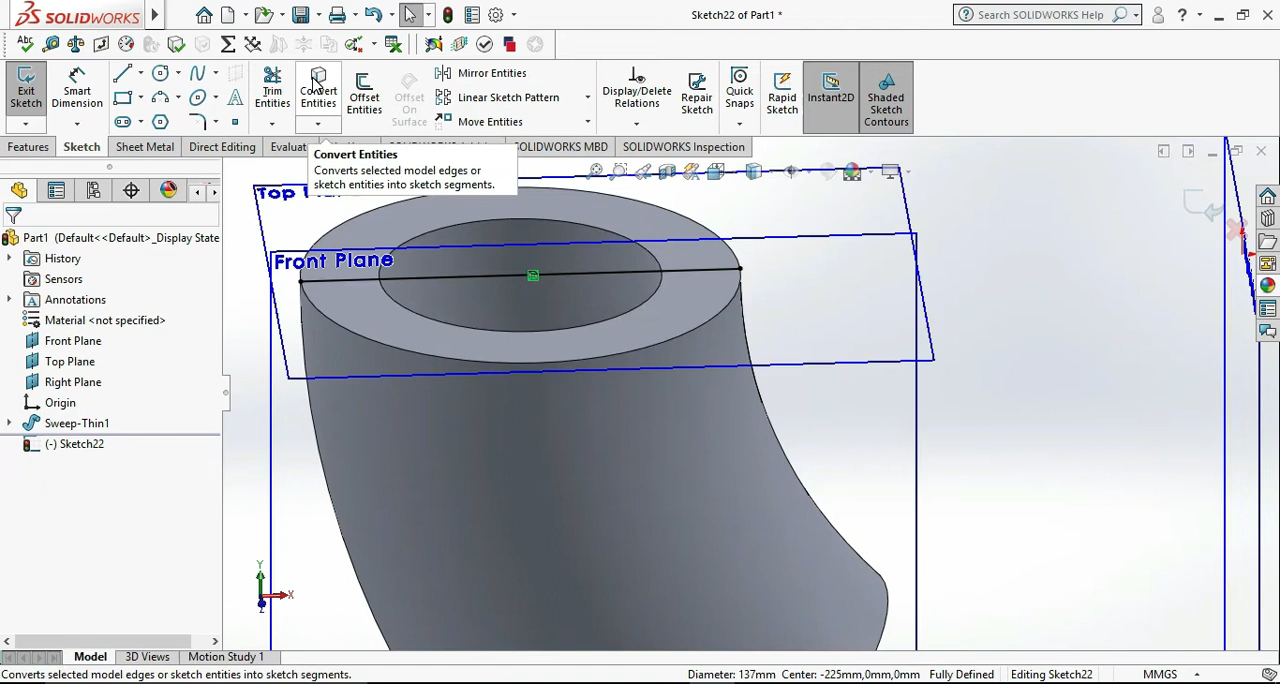 SOLIDWORKS
Sketch22 of Part1 *
Search SOLIDWORKS Help
Exit Sketch
Smart Dimension
Trim Entities
Convert Entities
Offset Entities
Offset On Surface
Mirror Entities
Linear Sketch Pattern
Move Entities
Display/Delete Relations
Repair Sketch
Quick Snaps
Rapid Sketch
Instant2D
Shaded Sketch Contours
Features
Sketch
Sheet Metal
Direct Editing
SOLIDWORKS MBD
SOLIDWORKS Inspection
Convert Entities
Converts selected model edges or
sketch entities into sketch segments.
Front Plane
Part1 (Default<<Default>_Display State
History
Sensors
Annotations
Material <not specified>
Front Plane
Top Plane
Right Plane
Origin
Sweep-Thin1
(-) Sketch22
Y
X
Z
Model
3D Views
Motion Study 1
Converts selected model edges or sketch entities into sketch segments.
Diameter: 137mm Center: -225mm,0mm,0mm
Fully Defined
Editing Sketch22
MMGS